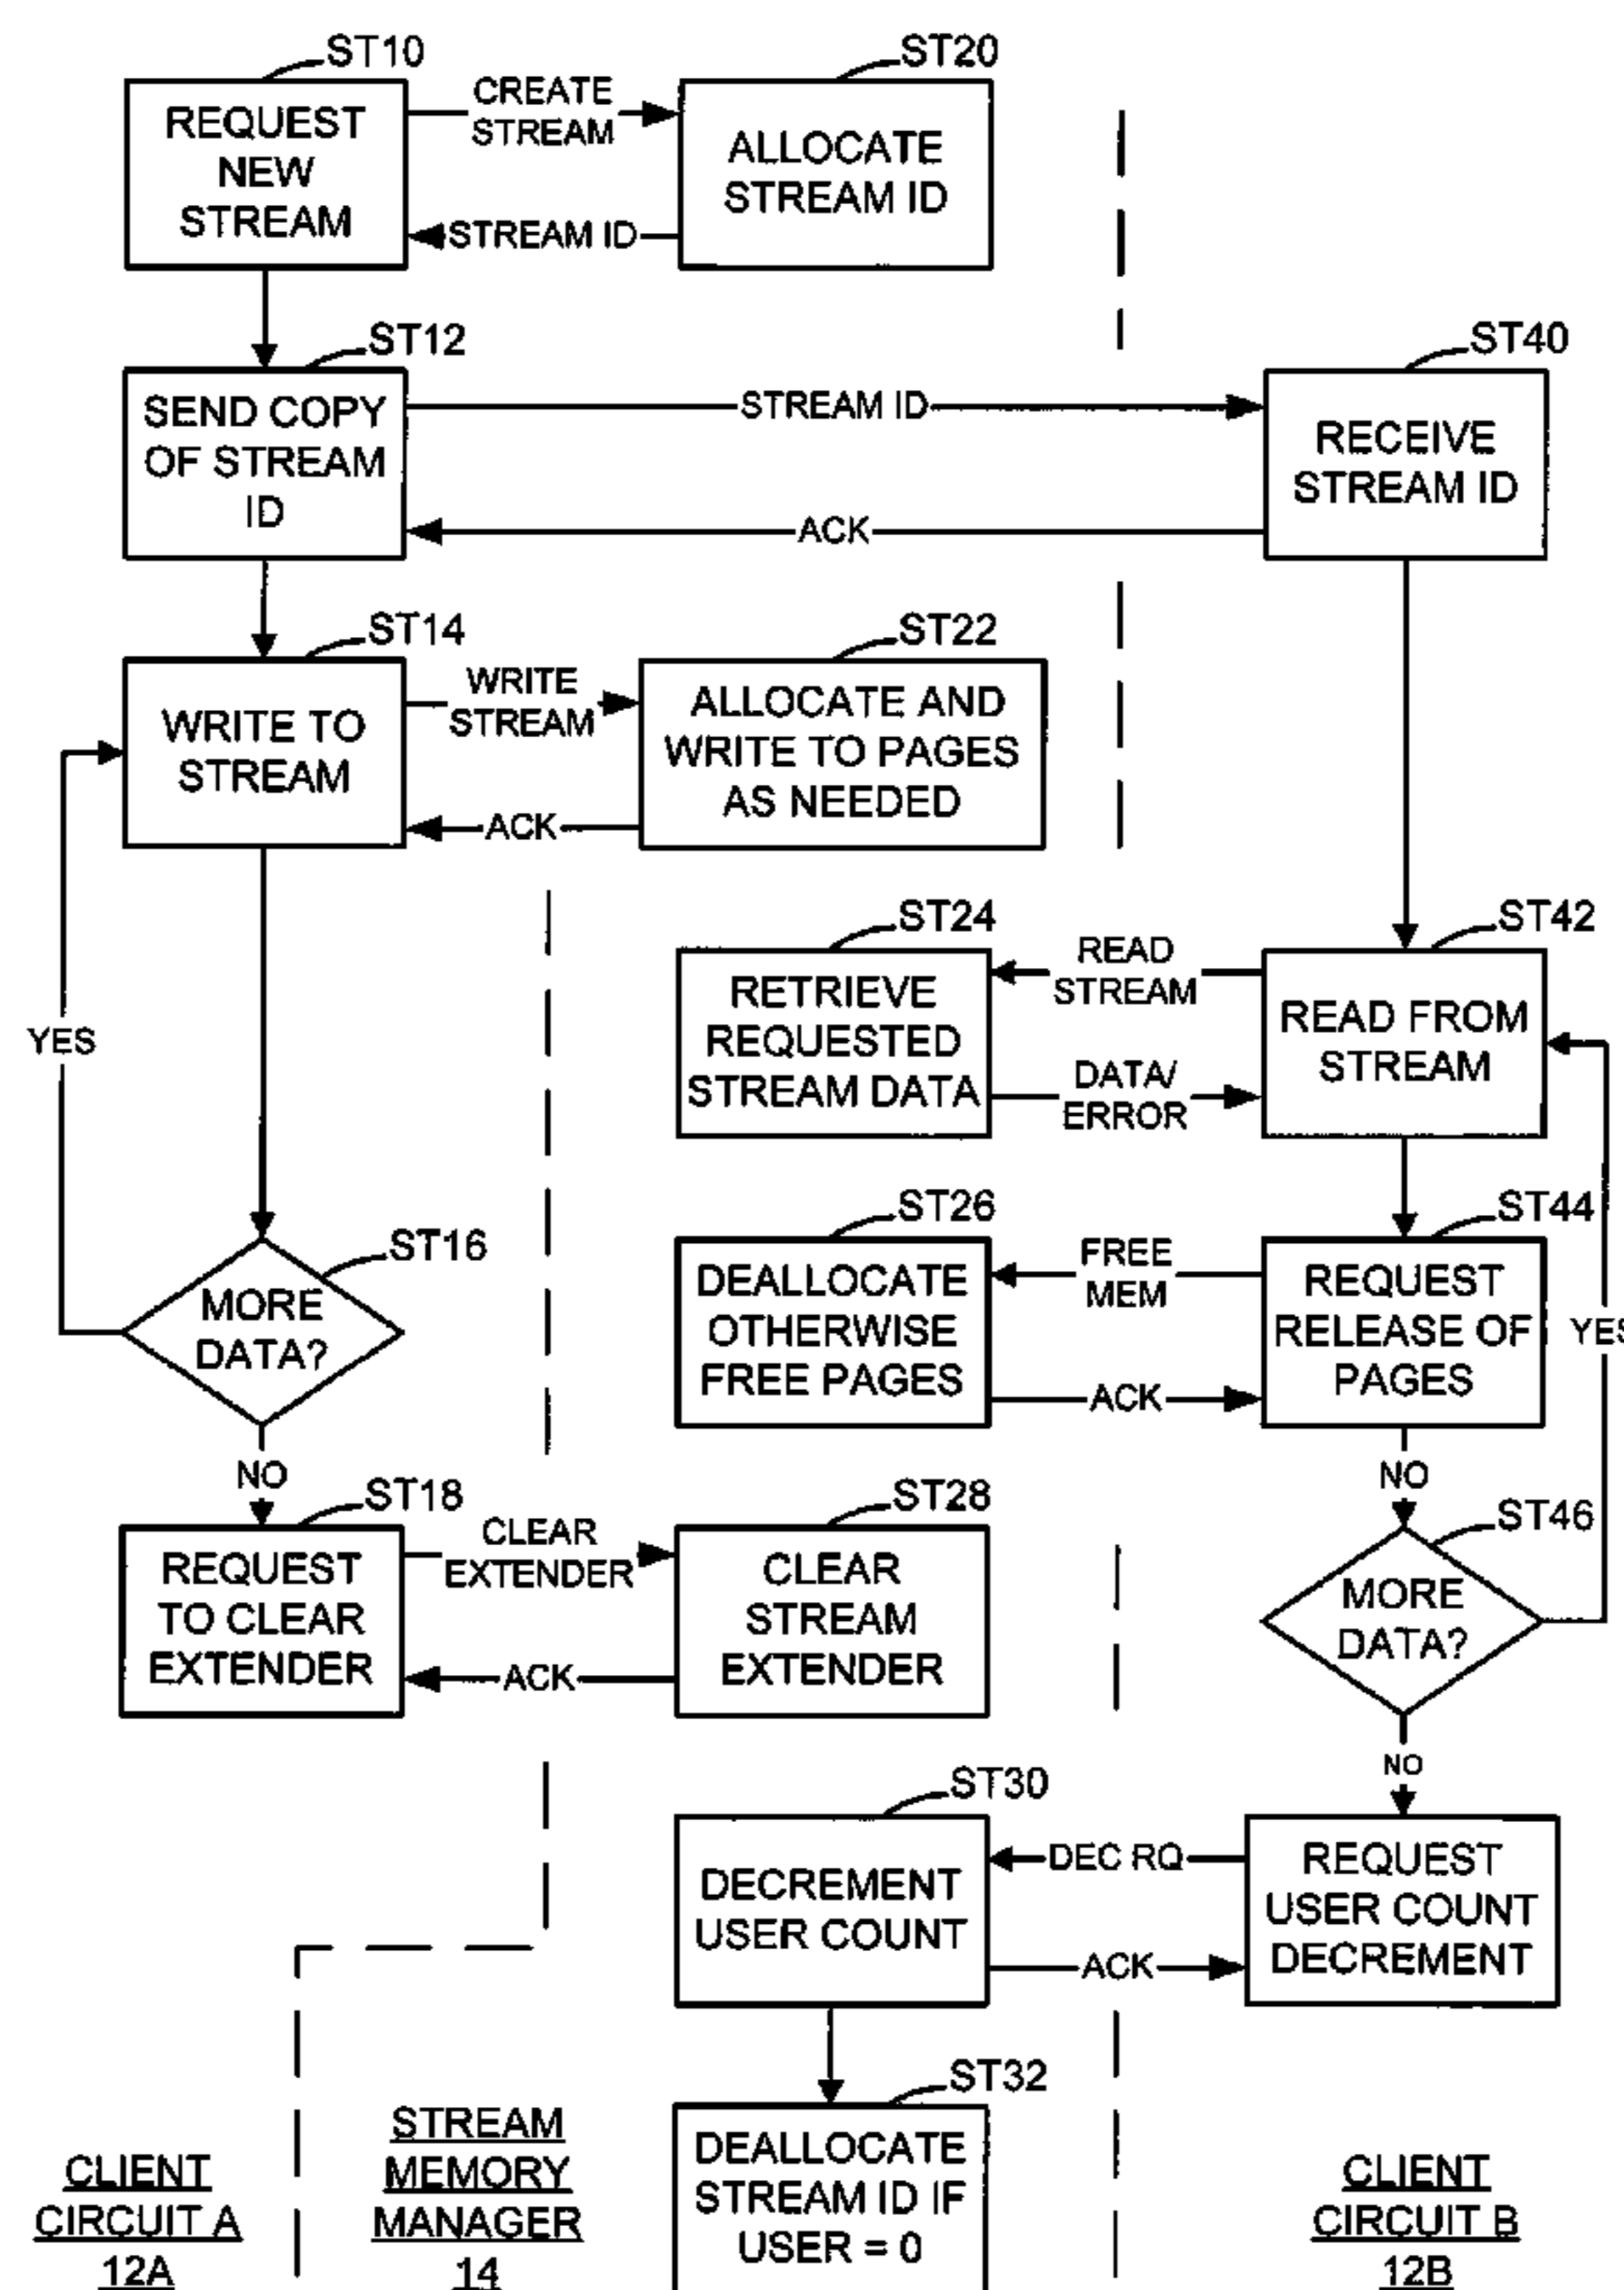 ST10
REQUEST
NEW
STREAM
CREATE
STREAM
STREAM ID
ST20
ALLOCATE
STREAM ID
ST12
SEND COPY
OF STREAM
ID
STREAM ID
ACK
ST40
RECEIVE
STREAM ID
ST14
WRITE TO
STREAM
WRITE
STREAM
ACK
ST22
ALLOCATE AND
WRITE TO PAGES
AS NEEDED
ST24
RETRIEVE
REQUESTED
STREAM DATA
READ
STREAM
DATA/
ERROR
ST42
READ FROM
STREAM
YES
ST26
DEALLOCATE
OTHERWISE
FREE PAGES
FREE
MEM
ACK
ST44
REQUEST
RELEASE OF
PAGES
YES
ST16
MORE
DATA?
NO
NO
ST18
REQUEST
TO CLEAR
EXTENDER
CLEAR
EXTENDER
ACK
ST28
CLEAR
STREAM
EXTENDER
ST46
MORE
DATA?
NO
ST30
DECREMENT
USER COUNT
DEC RQ
ACK
REQUEST
USER COUNT
DECREMENT
ST32
DEALLOCATE
STREAM ID IF
USER = 0
CLIENT
CIRCUIT A
12A
STREAM
MEMORY
MANAGER
14
CLIENT
CIRCUIT B
12B